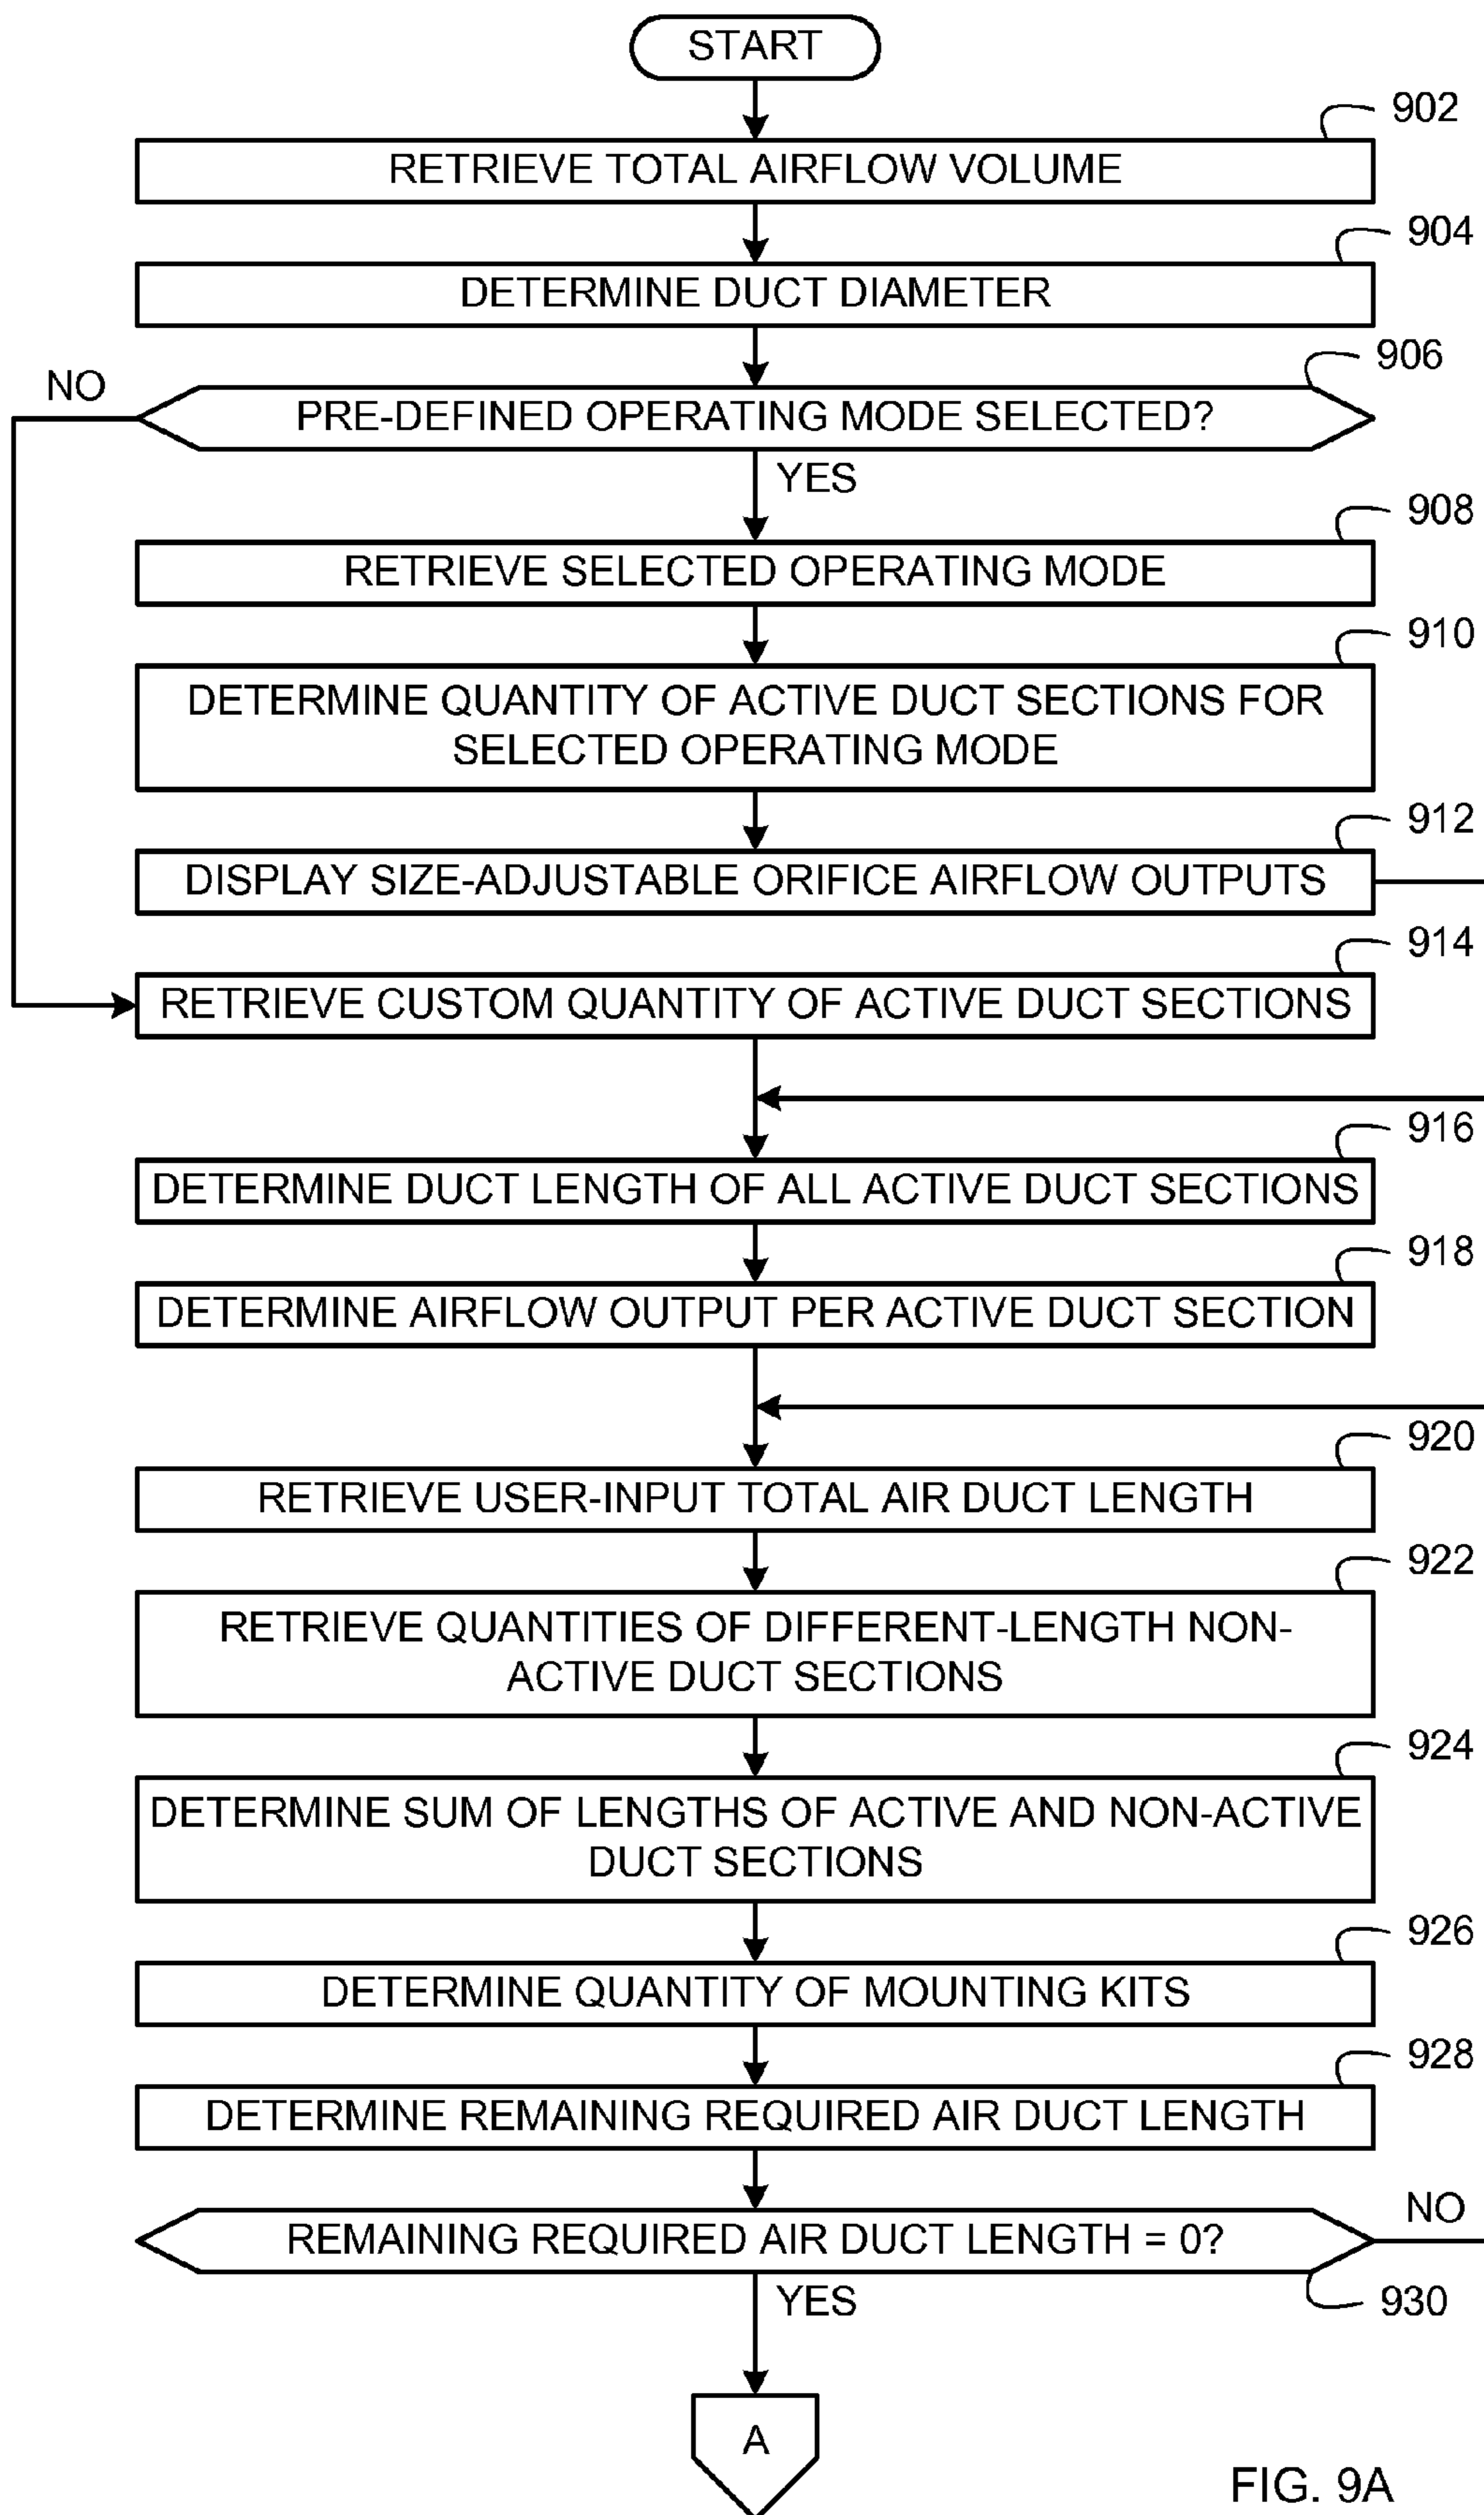 START
902
RETRIEVE TOTAL AIRFLOW VOLUME
904
DETERMINE DUCT DIAMETER
906
NO
PRE-DEFINED OPERATING MODE SELECTED?
YES
908
RETRIEVE SELECTED OPERATING MODE
910
DETERMINE QUANTITY OF ACTIVE DUCT SECTIONS FOR
SELECTED OPERATING MODE
912
DISPLAY SIZE-ADJUSTABLE ORIFICE AIRFLOW OUTPUTS
914
RETRIEVE CUSTOM QUANTITY OF ACTIVE DUCT SECTIONS
916
DETERMINE DUCT LENGTH OF ALL ACTIVE DUCT SECTIONS
918
DETERMINE AIRFLOW OUTPUT PER ACTIVE DUCT SECTION
920
RETRIEVE USER-INPUT TOTAL AIR DUCT LENGTH
922
RETRIEVE QUANTITIES OF DIFFERENT-LENGTH NON-
ACTIVE DUCT SECTIONS
924
DETERMINE SUM OF LENGTHS OF ACTIVE AND NON-ACTIVE
DUCT SECTIONS
926
DETERMINE QUANTITY OF MOUNTING KITS
928
DETERMINE REMAINING REQUIRED AIR DUCT LENGTH
NO
REMAINING REQUIRED AIR DUCT LENGTH = 0?
YES
930
A
FIG. 9A